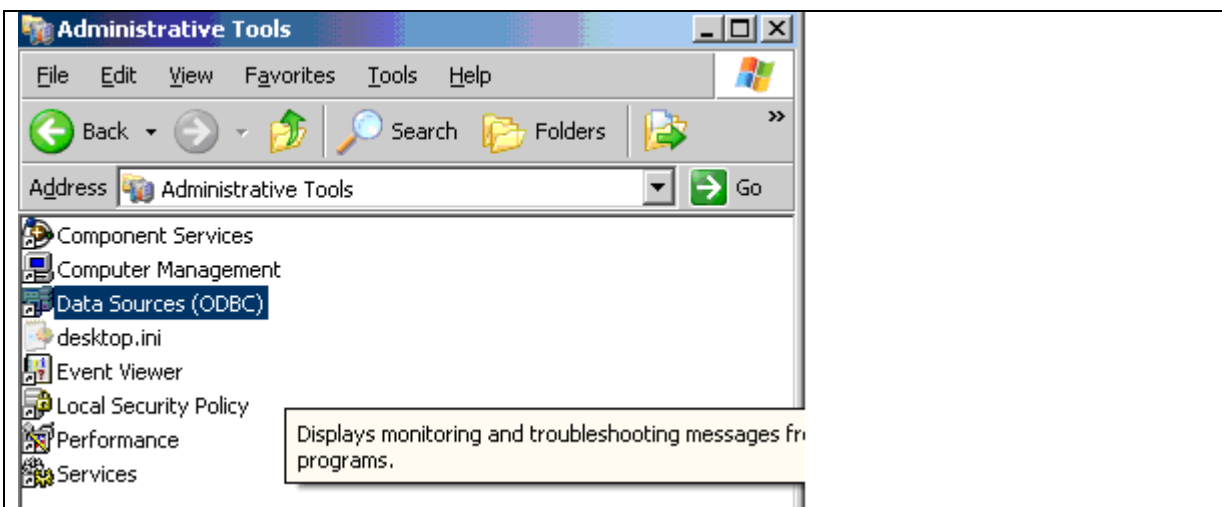 Administrative Tools
File Edit View Favorites Tools Help
Back Search Folders »
Address Administrative Tools Go
Component Services
Computer Management
Data Sources (ODBC)
desktop.ini
Event Viewer
Local Security Policy
Performance
Services
Displays monitoring and troubleshooting messages
programs.